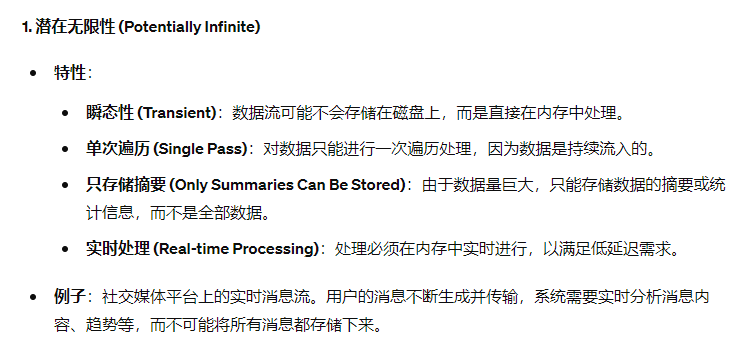 1. 潜在无限性 (Potentially Infinite)
• 特性：
• 瞬态性 (Transient)：数据流可能不会存储在磁盘上，而是直接在内存中处理。
• 单次遍历 (Single Pass)：对数据只能进行一次遍历处理，因为数据是持续流入的。
• 只存储摘要 (Only Summaries Can Be Stored)：由于数据量巨大，只能存储数据的摘要或统
计信息，而不是全部数据。
• 实时处理 (Real-time Processing)：处理必须在内存中实时进行，以满足低延迟需求。
• 例子：社交媒体平台上的实时消息流。用户的消息不断生成并传输，系统需要实时分析消息内
容、趋势等，而不可能将所有消息都存储下来。